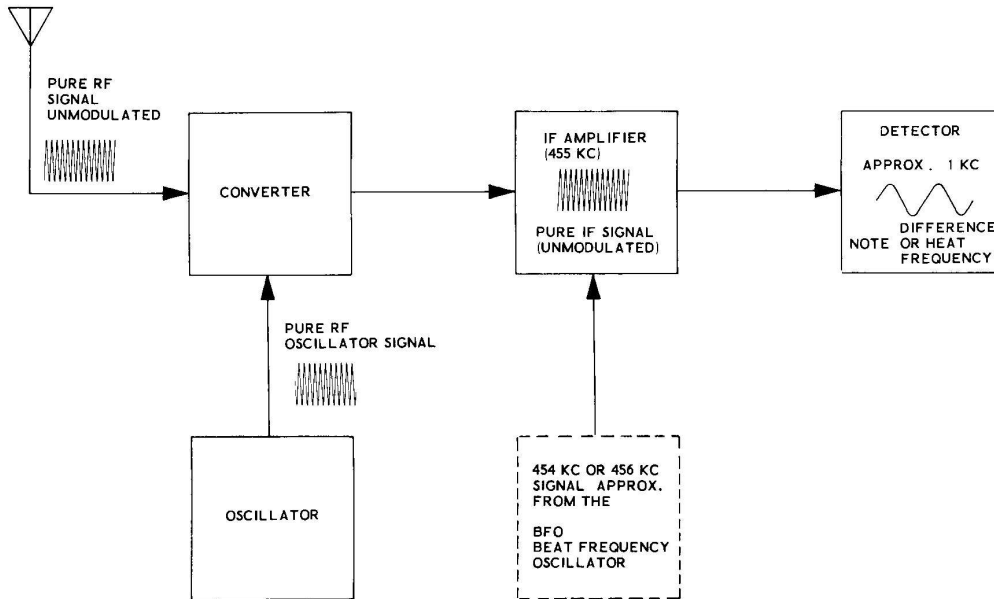 PURE RF
SIGNAL
UNMODULATED
CONVERTER
IF AMPLIFIER
(455 KC)
PURE IF SIGNAL
(UNMODULATED)
DETECTOR
APPROX. 1 KC
DIFFERENCE
NOTE OR HEAT
FREQUENCY
PURE RF
OSCILLATOR SIGNAL
OSCILLATOR
454 KC OR 456 KC
SIGNAL APPROX.
FROM THE
BFO
BEAT FREQUENCY
OSCILLATOR